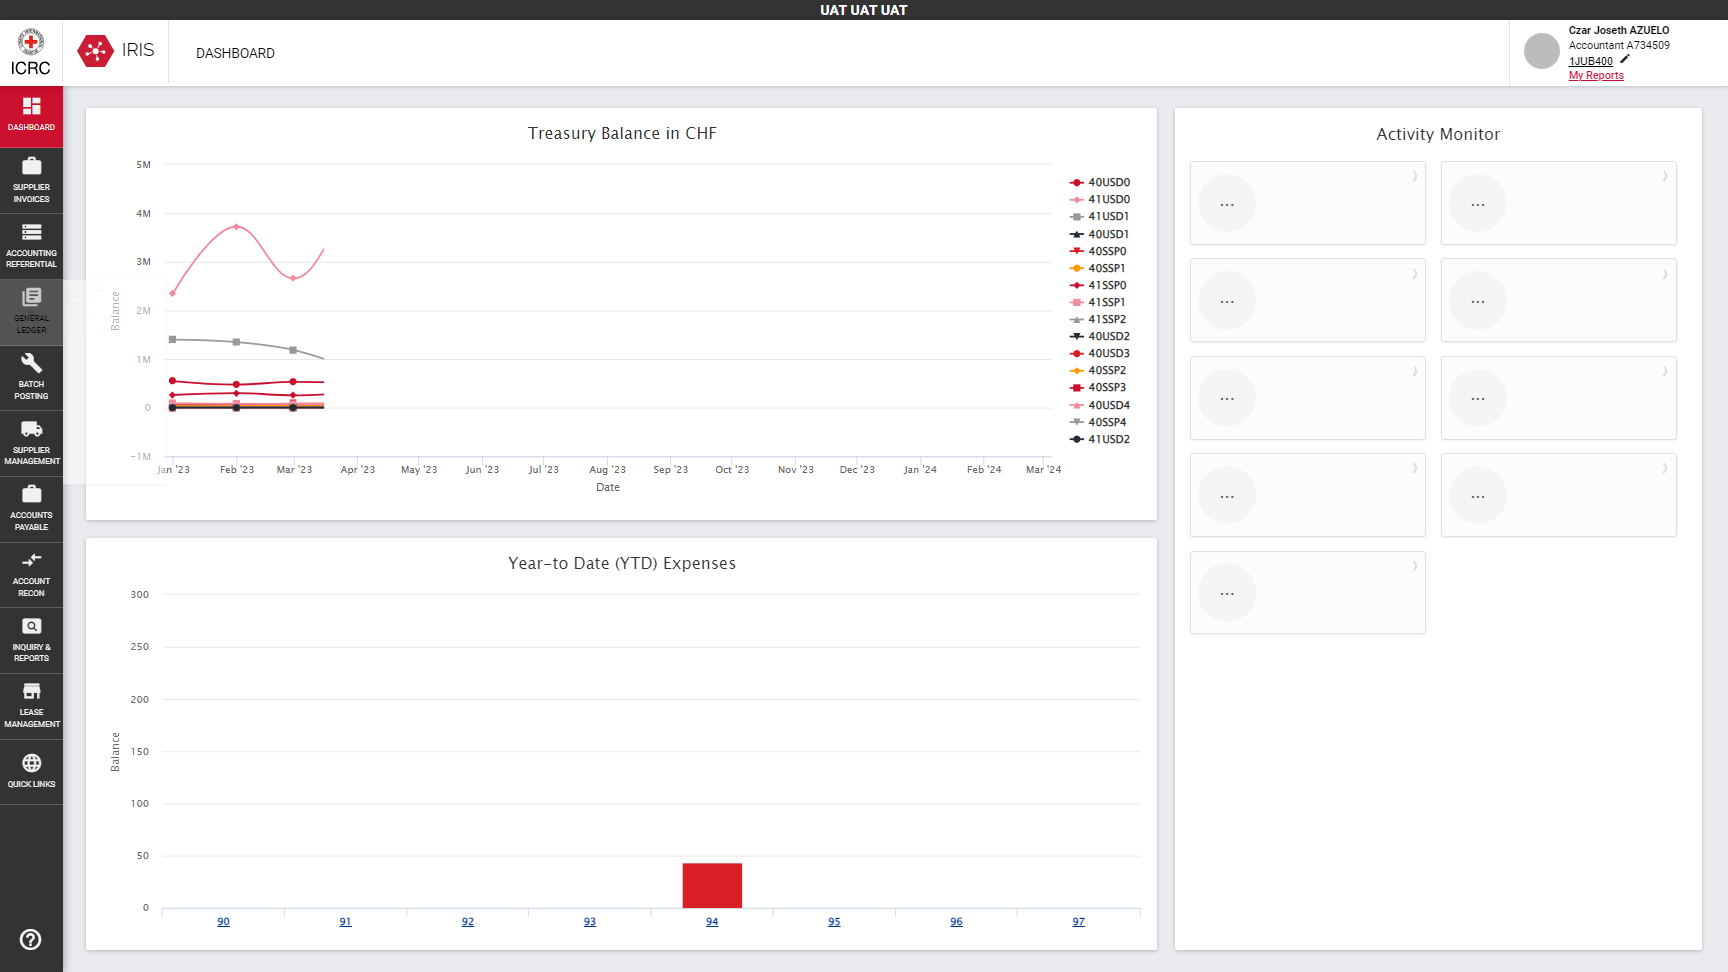 UAT UAT UAT
ICRC
IRIS
DASHBOARD
Czar Joseth AZUELO
Accountant A734509
1JUB400
My Reports
DASHBOARD
SUPPLIER
INVOICES
ACCOUNTING
REFERENTIAL
GENERAL
LEDGER
BATCH
POSTING
SUPPLIER
MANAGEMENT
ACCOUNTS
PAYABLE
ACCOUNT
RECON
INQUIRY &
REPORTS
LEASE
MANAGEMENT
QUICK LINKS
Treasury Balance in CHF
5M
4M
3M
2M
1M
0
−1M
Balance
Jan '23 Feb '23 Mar '23 Apr '23 May '23 Jun '23 Jul '23 Aug '23 Sep '23 Oct '23 Nov '23 Dec '23 Jan '24 Feb '24 Mar '24
Date
40USD0
41USD0
41USD1
40USD1
40SSP0
40SSP1
41SSP0
41SSP1
41SSP2
40USD2
40USD3
40SSP2
40SSP3
40USD4
40SSP4
41USD2
Year-to Date (YTD) Expenses
300
250
200
150
100
50
0
Balance
90 91 92 93 94 95 96 97
Activity Monitor
... ...
... ...
... ...
... ...
...